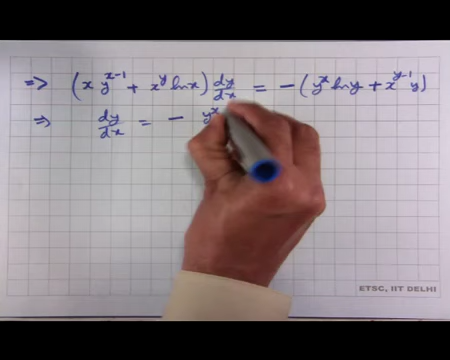 ⇒ (x y^{x-1} + x^y ln x) dy/dx = - (y^x ln y + x^{y-1} y)
⇒ dy/dx = - y^x
ETSC, IIT DELHI